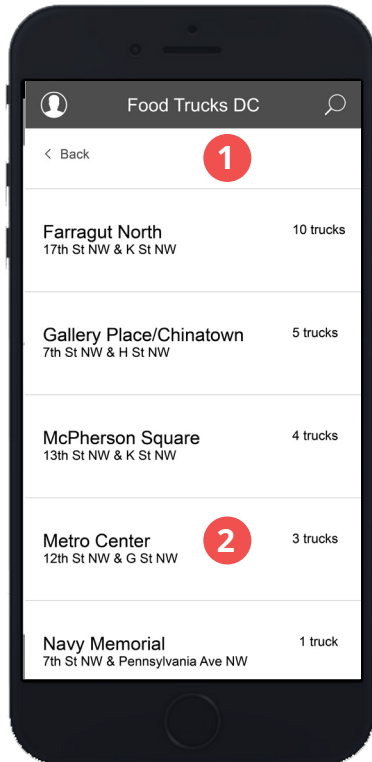 Food Trucks DC
< Back
1
Farragut North
10 trucks
17th St NW & K St NW
Gallery Place/Chinatown
5 trucks
7th St NW & H St NW
McPherson Square
4 trucks
13th St NW & K St NW
Metro Center
2
3 trucks
12th St NW & G St NW
Navy Memorial
1 truck
7th St NW & Pennsylvania Ave NW